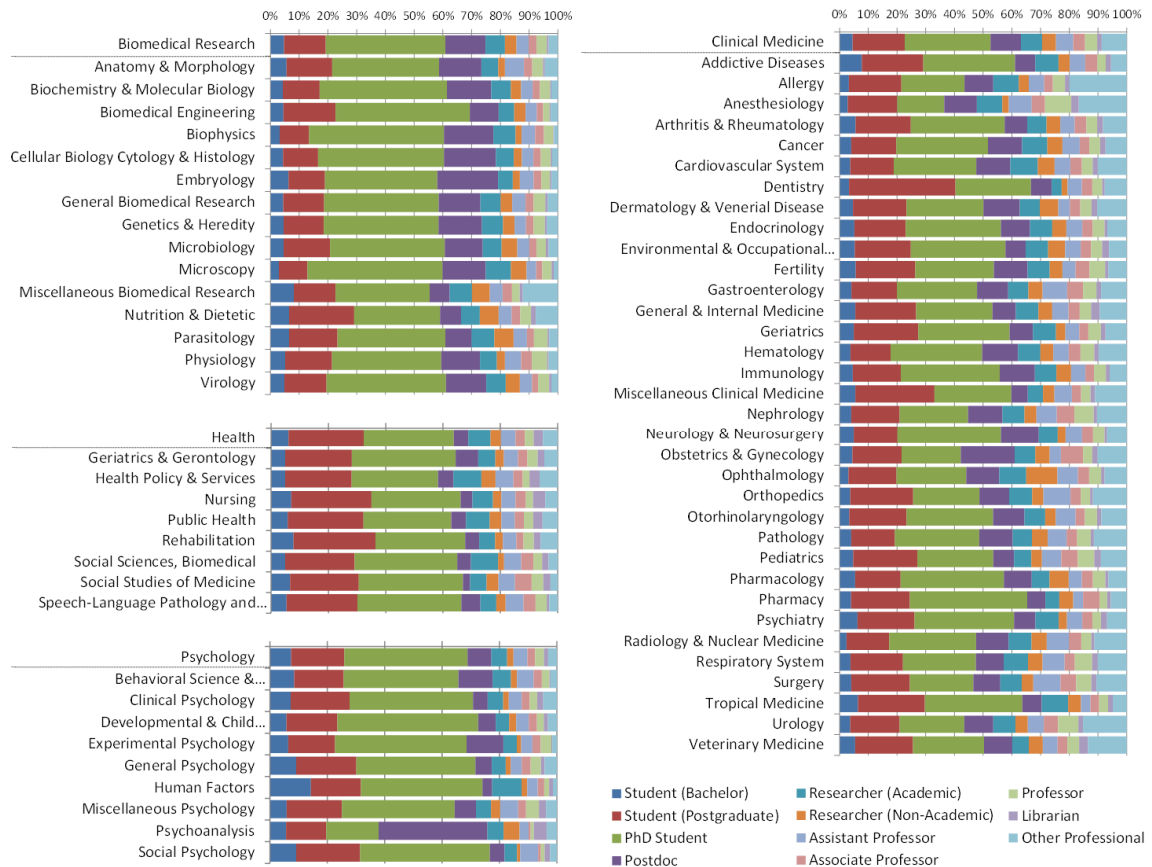 0% 10% 20% 30% 40% 50% 60% 70% 80% 90% 100%
Biomedical Research
Anatomy & Morphology
Biochemistry & Molecular Biology
Biomedical Engineering
Biophysics
Cellular Biology Cytology & Histology
Embryology
General Biomedical Research
Genetics & Heredity
Microbiology
Microscopy
Miscellaneous Biomedical Research
Nutrition & Dietetic
Parasitology
Physiology
Virology
Health
Geriatrics & Gerontology
Health Policy & Services
Nursing
Public Health
Rehabilitation
Social Sciences, Biomedical
Social Studies of Medicine
Speech-Language Pathology and...
Psychology
Behavioral Science &...
Clinical Psychology
Developmental & Child...
Experimental Psychology
General Psychology
Human Factors
Miscellaneous Psychology
Psychoanalysis
Social Psychology
0% 10% 20% 30% 40% 50% 60% 70% 80% 90% 100%
Clinical Medicine
Addictive Diseases
Allergy
Anesthesiology
Arthritis & Rheumatology
Cancer
Cardiovascular System
Dentistry
Dermatology & Venerial Disease
Endocrinology
Environmental & Occupational...
Fertility
Gastroenterology
General & Internal Medicine
Geriatrics
Hematology
Immunology
Miscellaneous Clinical Medicine
Nephrology
Neurology & Neurosurgery
Obstetrics & Gynecology
Ophthalmology
Orthopedics
Otorhinolaryngology
Pathology
Pediatrics
Pharmacology
Pharmacy
Psychiatry
Radiology & Nuclear Medicine
Respiratory System
Surgery
Tropical Medicine
Urology
Veterinary Medicine
Student (Bachelor)
Student (Postgraduate)
PhD Student
Postdoc
Researcher (Academic)
Researcher (Non-Academic)
Assistant Professor
Associate Professor
Professor
Librarian
Other Professional